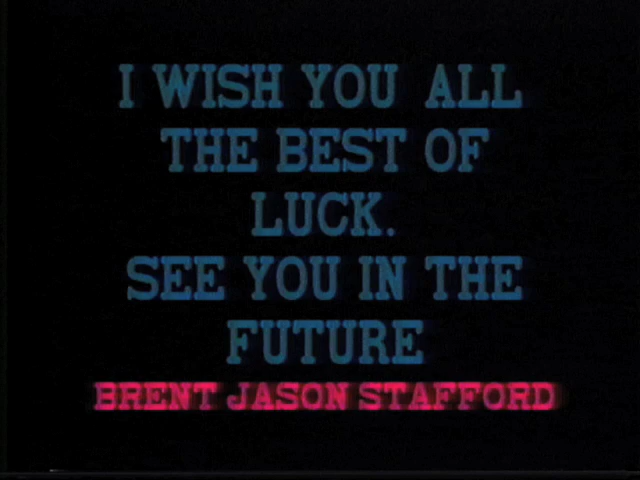 I WISH YOU ALL
THE BEST OF
LUCK.
SEE YOU IN THE
FUTURE
BRENT JASON STAFFORD